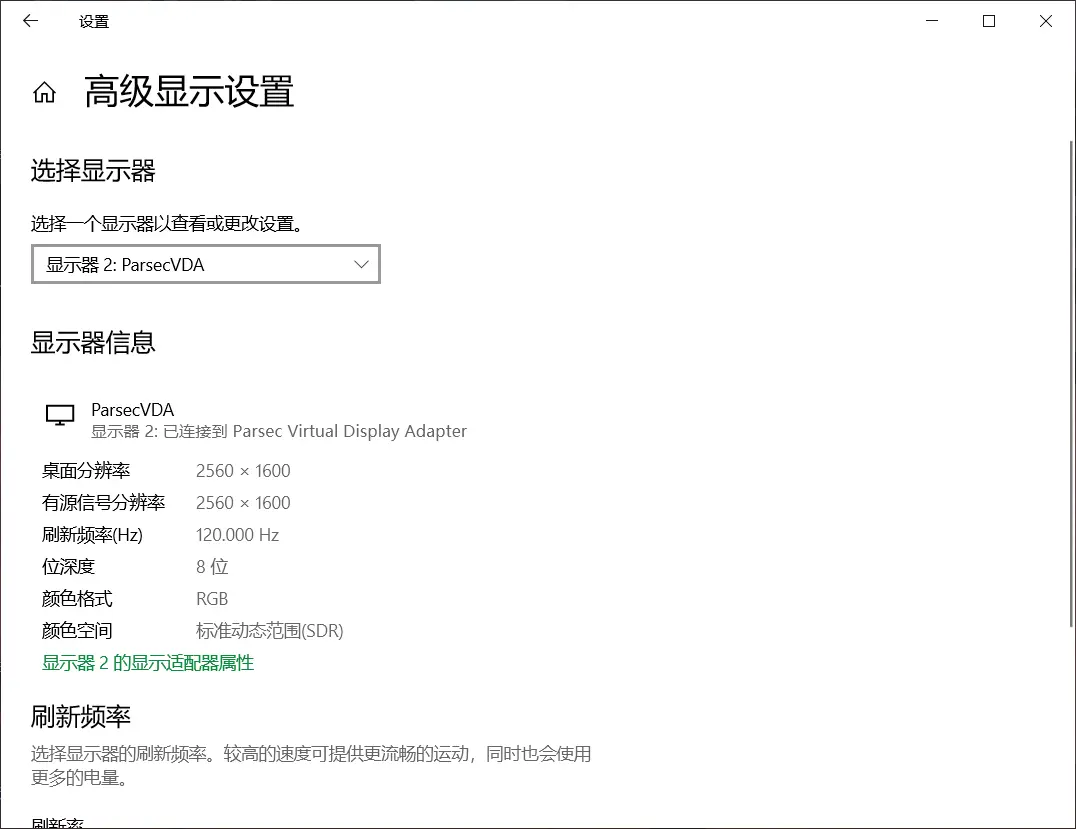 设置
高级显示设置
选择显示器
选择一个显示器以查看或更改设置。
显示器 2: ParsecVDA
显示器信息
ParsecVDA
显示器 2: 已连接到 Parsec Virtual Display Adapter
桌面分辨率 2560 × 1600
有源信号分辨率 2560 × 1600
刷新频率(Hz) 120.000 Hz
位深度 8 位
颜色格式 RGB
颜色空间 标准动态范围(SDR)
显示器 2 的显示适配器属性
刷新频率
选择显示器的刷新频率。较高的速度可提供更流畅的运动，同时也会使用
更多的电量。
刷新率